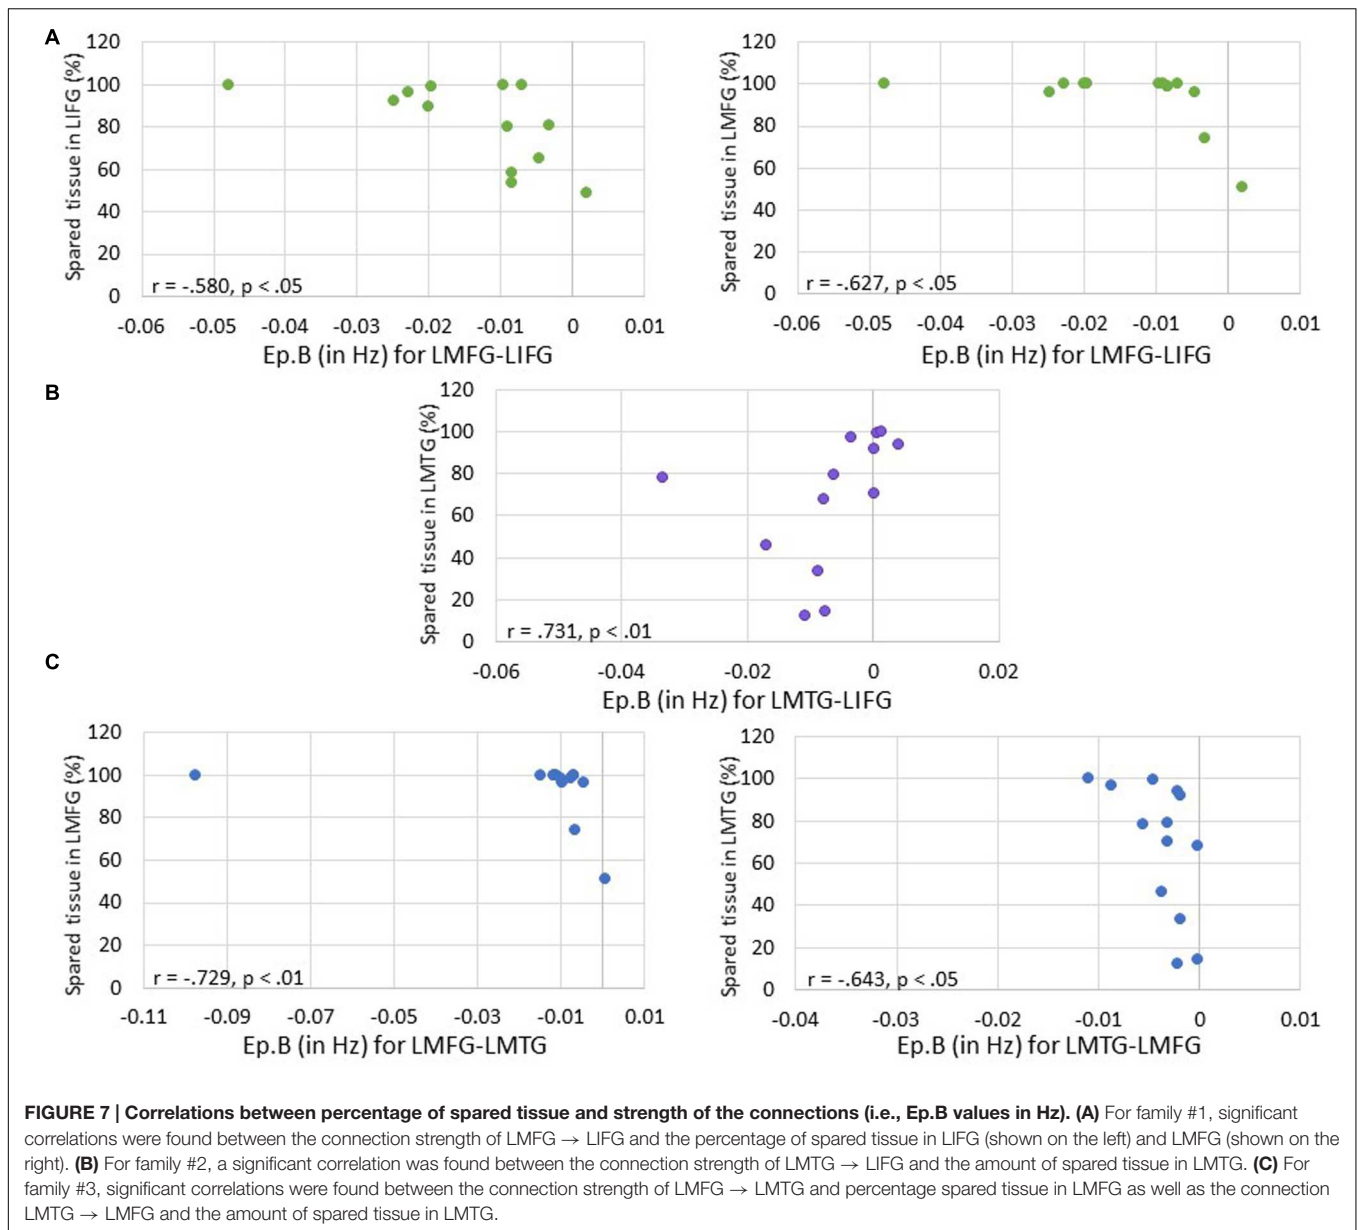 A
120
100
80
60
40
20
0
Spared tissue in LIFG (%)
r = -.580, p < .05
-0.06 -0.05 -0.04 -0.03 -0.02 -0.01 0 0.01
Ep.B (in Hz) for LMFG-LIFG
120
100
80
60
40
20
0
Spared tissue in LMFG (%)
r = -.627, p < .05
-0.06 -0.05 -0.04 -0.03 -0.02 -0.01 0 0.01
Ep.B (in Hz) for LMFG-LIFG
B
120
100
80
60
40
20
0
Spared tissue in LMTG (%)
r = .731, p < .01
-0.06 -0.04 -0.02 0 0.02
Ep.B (in Hz) for LMTG-LIFG
C
120
100
80
60
40
20
0
Spared tissue in LMFG (%)
r = -.729, p < .01
-0.11 -0.09 -0.07 -0.05 -0.03 -0.01 0.01
Ep.B (in Hz) for LMFG-LMTG
120
100
80
60
40
20
0
Spared tissue in LMTG (%)
r = -.643, p < .05
-0.04 -0.03 -0.02 -0.01 0 0.01
Ep.B (in Hz) for LMTG-LMFG
FIGURE 7 | Correlations between percentage of spared tissue and strength of the connections (i.e., Ep.B values in Hz). (A) For family #1, significant
correlations were found between the connection strength of LMFG → LIFG and the percentage of spared tissue in LIFG (shown on the left) and LMFG (shown on the
right). (B) For family #2, a significant correlation was found between the connection strength of LMTG → LIFG and the amount of spared tissue in LMTG. (C) For
family #3, significant correlations were found between the connection strength of LMFG → LMTG and percentage spared tissue in LMFG as well as the connection
LMTG → LMFG and the amount of spared tissue in LMTG.